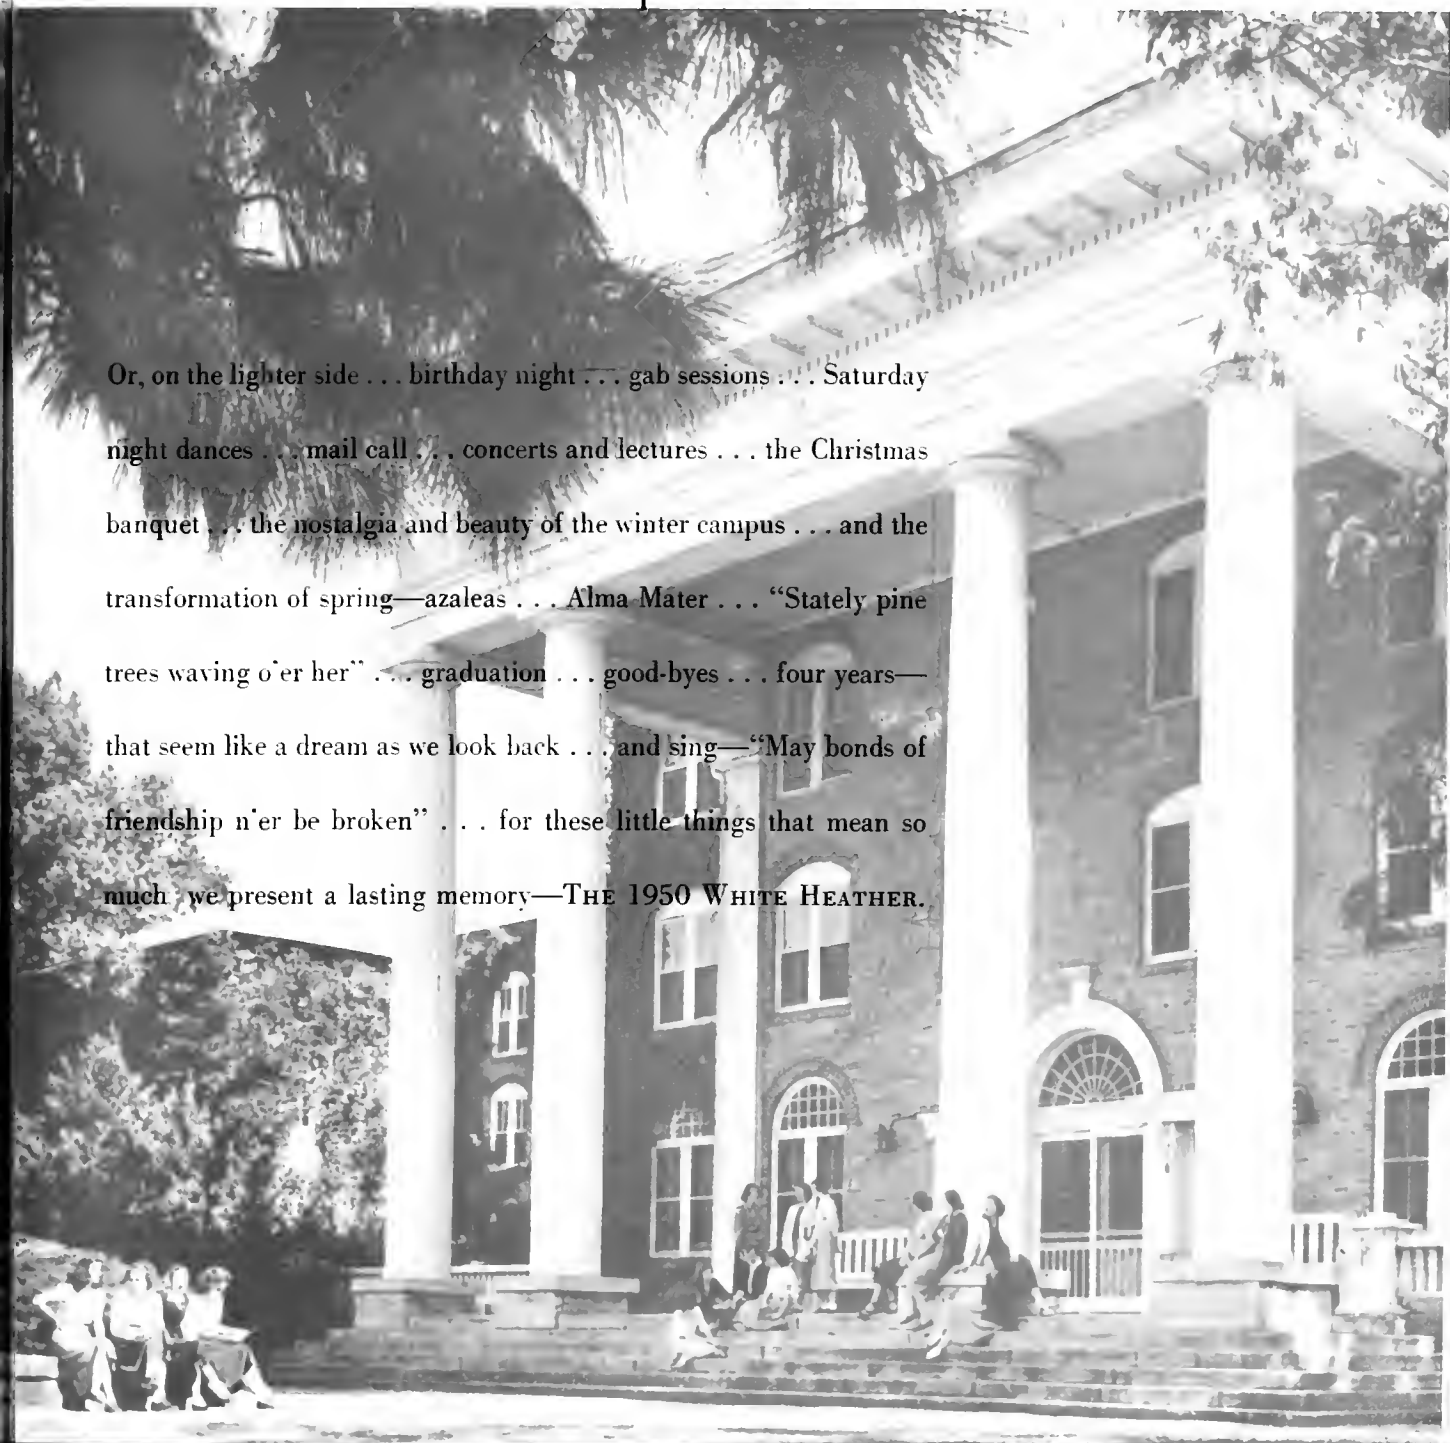 Or, on the lighter side . . . birthday night . . . gab sessions . . . Saturday
night dances . . . mail call . . . concerts and lectures . . . the Christmas
banquet . . . the nostalgia and beauty of the winter campus . . . and the
transformation of spring—azaleas . . . Alma Mater . . . “Stately pine
trees waving o'er her” . . . graduation . . . good-byes . . . four years—
that seem like a dream as we look back . . . and sing—“May bonds of
friendship n'er be broken” . . . for these little things that mean so
much we present a lasting memory—THE 1950 WHITE HEATHER.